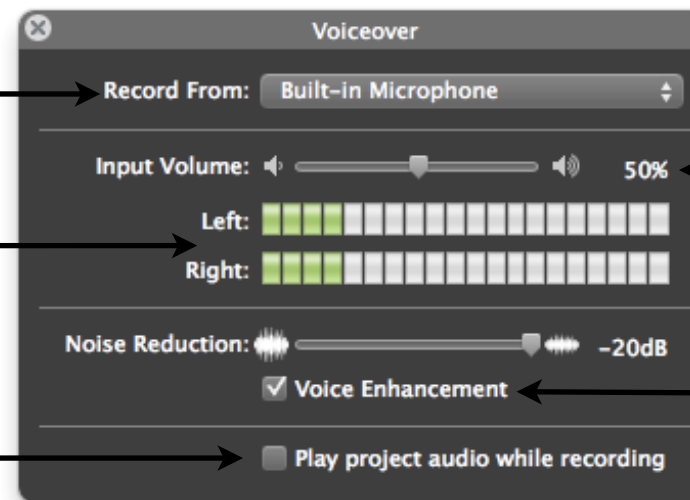 Voiceover
Record From: Built-in Microphone
Input Volume: 50%
Left:
Right:
Noise Reduction: -20dB
Voice Enhancement
Play project audio while recording